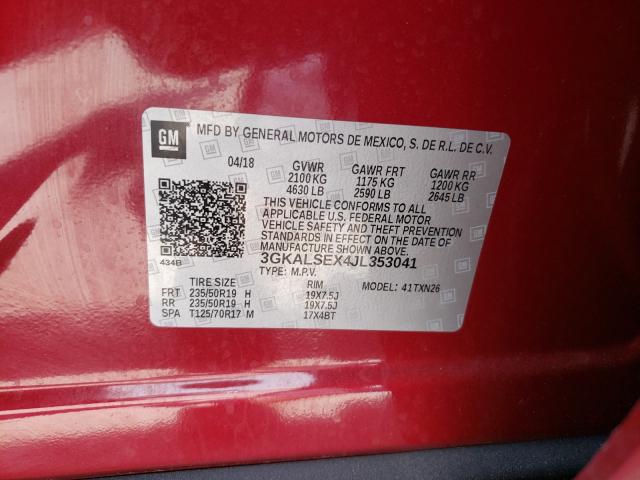 GM
MFD BY GENERAL MOTORS DE MEXICO, S. DE R.L. DE C.V.
04/18 GVWR GAWR FRT GAWR RR
2100 KG 1175 KG 1200 KG
4630 LB 2590 LB 2645 LB
THIS VEHICLE CONFORMS TO ALL
APPLICABLE U.S. FEDERAL MOTOR
VEHICLE SAFETY AND THEFT
PREVENTION STANDARDS IN
EFFECT ON THE DATE OF
MANUFACTURE SHOWN ABOVE.
434B 3GKALSEX4JL353041
TYPE: M.P.V. MODEL: 41TXN26
TIRE SIZE RIM
FRT 235/50R19 H 19X7.5J
RR 235/50R19 H 19X7.5J
SPA T125/70R17 M 17X4BT